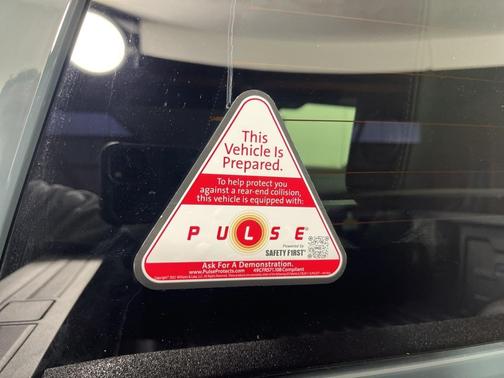 This
Vehicle Is
Prepared.
To help protect you
against a rear-end collision,
this vehicle is equipped with:
PULSE
Powered by
SAFETY F1RST
Ask For A Demonstration.
www.PulseProtects.com 49CFR571.108 Compliant